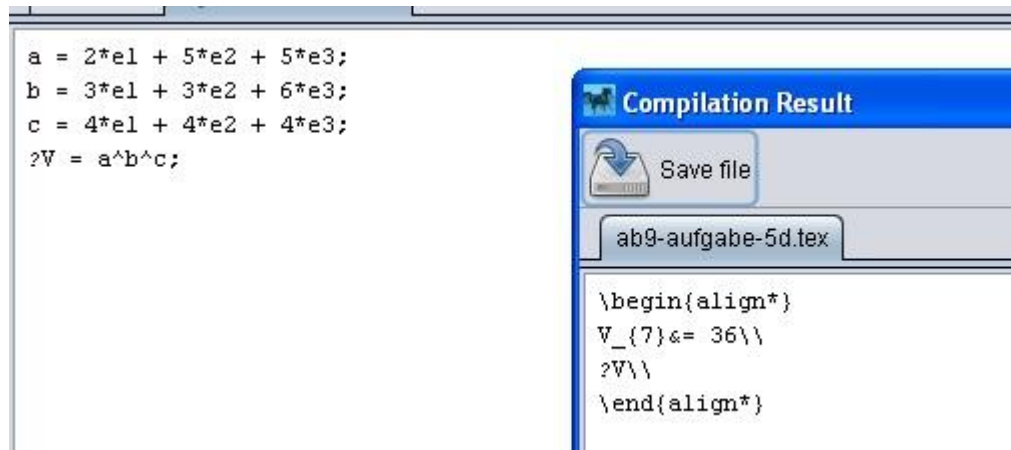 a = 2*e1 + 5*e2 + 5*e3;
b = 3*e1 + 3*e2 + 6*e3;
c = 4*e1 + 4*e2 + 4*e3;
?V = a^b^c;
Compilation Result
Save file
ab9-aufgabe-5d.tex
\begin{align*}
V_{7}&= 36\\
?V\\
\end{align*}